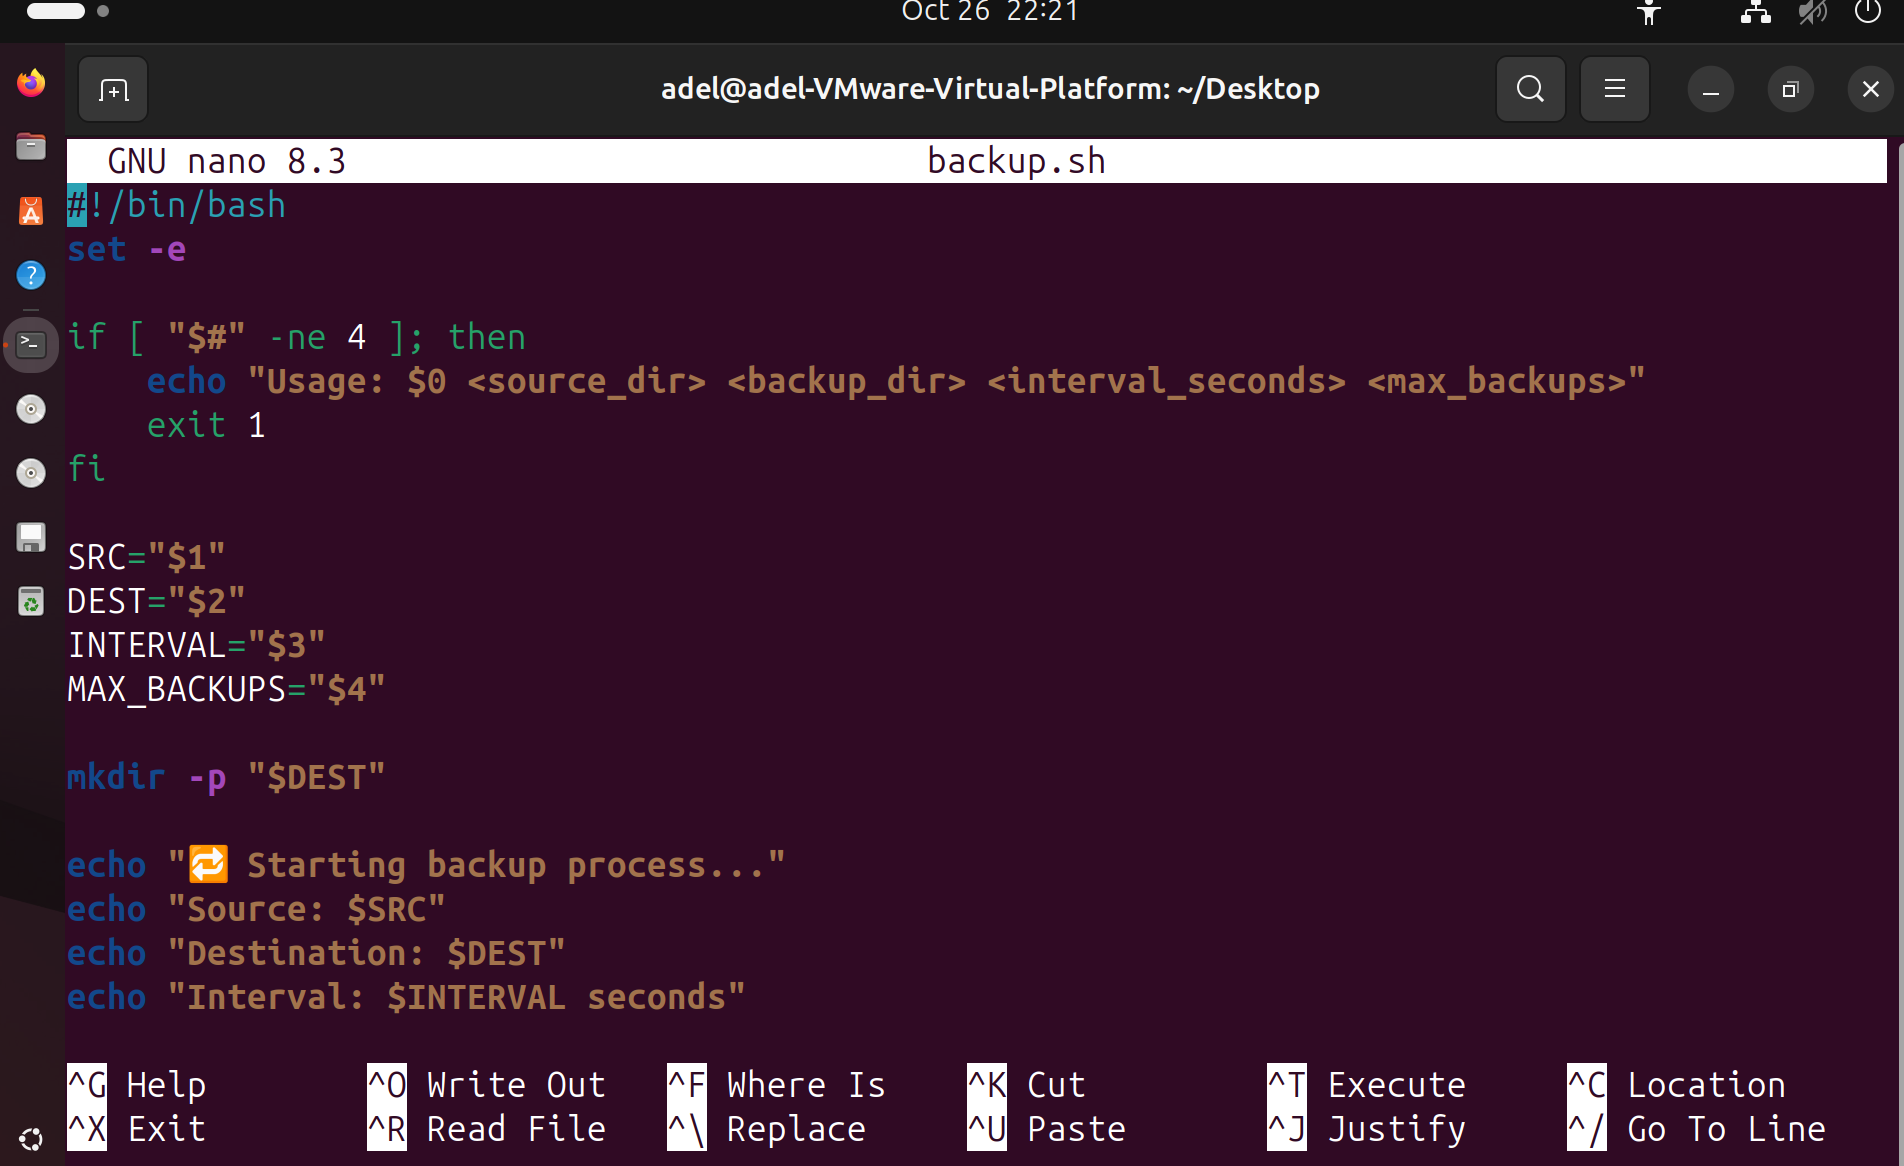 Oct 26 22:21
adel@adel-VMware-Virtual-Platform: ~/Desktop
GNU nano 8.3 backup.sh
#!/bin/bash
set -e
if [ "$#" -ne 4 ]; then
    echo "Usage: $0 <source_dir> <backup_dir> <interval_seconds> <max_backups>"
    exit 1
fi
SRC="$1"
DEST="$2"
INTERVAL="$3"
MAX_BACKUPS="$4"
mkdir -p "$DEST"
echo "🔁 Starting backup process..."
echo "Source: $SRC"
echo "Destination: $DEST"
echo "Interval: $INTERVAL seconds"
^G Help ^O Write Out ^F Where Is ^K Cut ^T Execute ^C Location
^X Exit ^R Read File ^\ Replace ^U Paste ^J Justify ^/ Go To Line